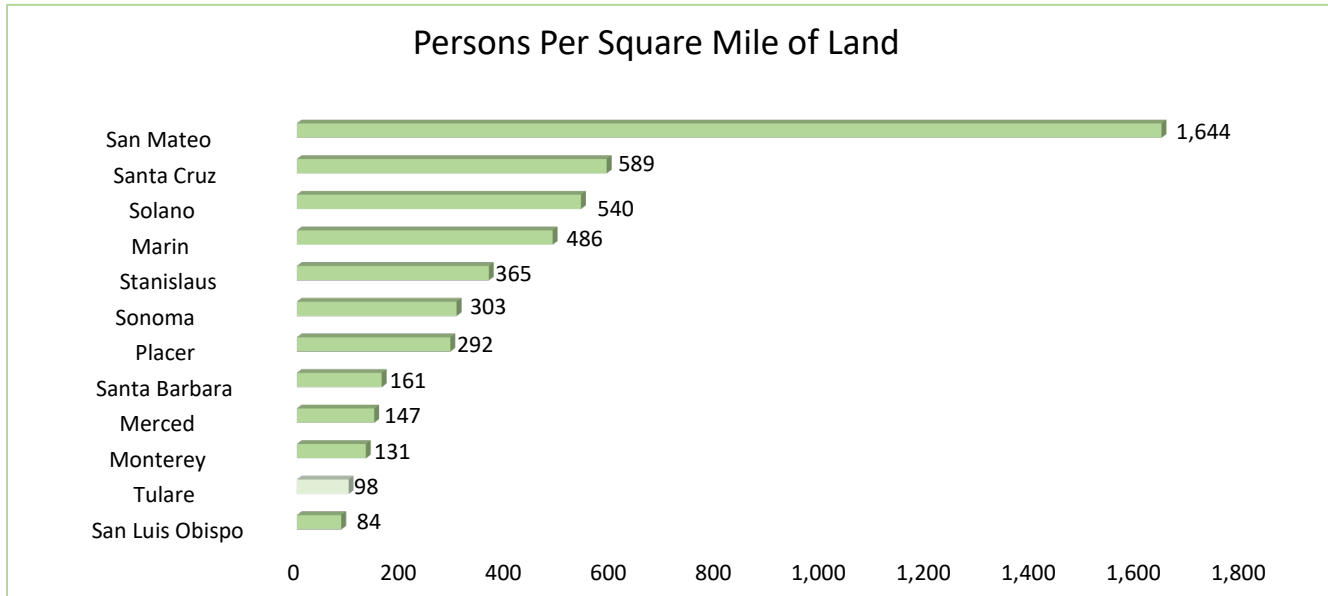 Persons Per Square Mile of Land
San Mateo 1,644
Santa Cruz 589
Solano 540
Marin 486
Stanislaus 365
Sonoma 303
Placer 292
Santa Barbara 161
Merced 147
Monterey 131
Tulare 98
San Luis Obispo 84
0 200 400 600 800 1,000 1,200 1,400 1,600 1,800